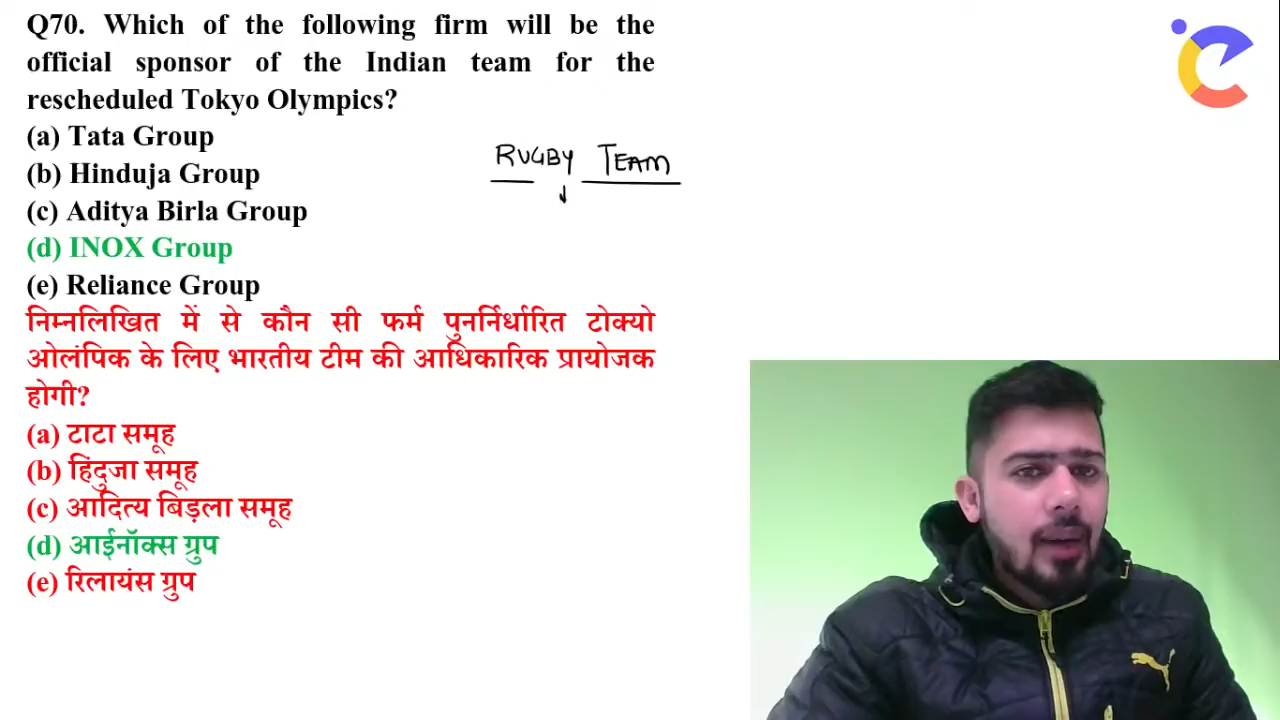 Q70. Which of the following firm will be the
official sponsor of the Indian team for the
rescheduled Tokyo Olympics?
(a) Tata Group
(b) Hinduja Group
(c) Aditya Birla Group
(d) INOX Group
(e) Reliance Group
RUGBY TEAM
निम्नलिखित में से कौन सी फर्म पुनर्निर्धारित टोक्यो
ओलंपिक के लिए भारतीय टीम की आधिकारिक प्रायोजक
होगी?
(a) टाटा समूह
(b) हिंदुजा समूह
(c) आदित्य बिड़ला समूह
(d) आईनॉक्स ग्रुप
(e) रिलायंस ग्रुप